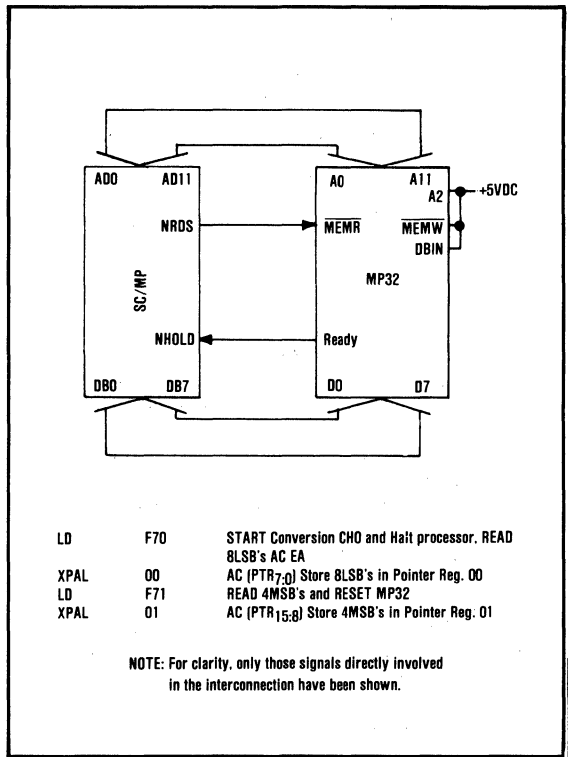 AD0 AD11
A0 A11
A2
+5VDC
NRDS
MEMR
MEMW
DBIN
SC/MP
MP32
NHOLD
Ready
DB0 DB7
D0 D7
LD F70 START Conversion CH0 and Halt processor. READ
8LSB's AC EA
XPAL 00 AC (PTR7:0) Store 8LSB's in Pointer Reg. 00
LD F71 READ 4MSB's and RESET MP32
XPAL 01 AC (PTR15:8) Store 4MSB's in Pointer Reg. 01
NOTE: For clarity, only those signals directly involved
in the interconnection have been shown.